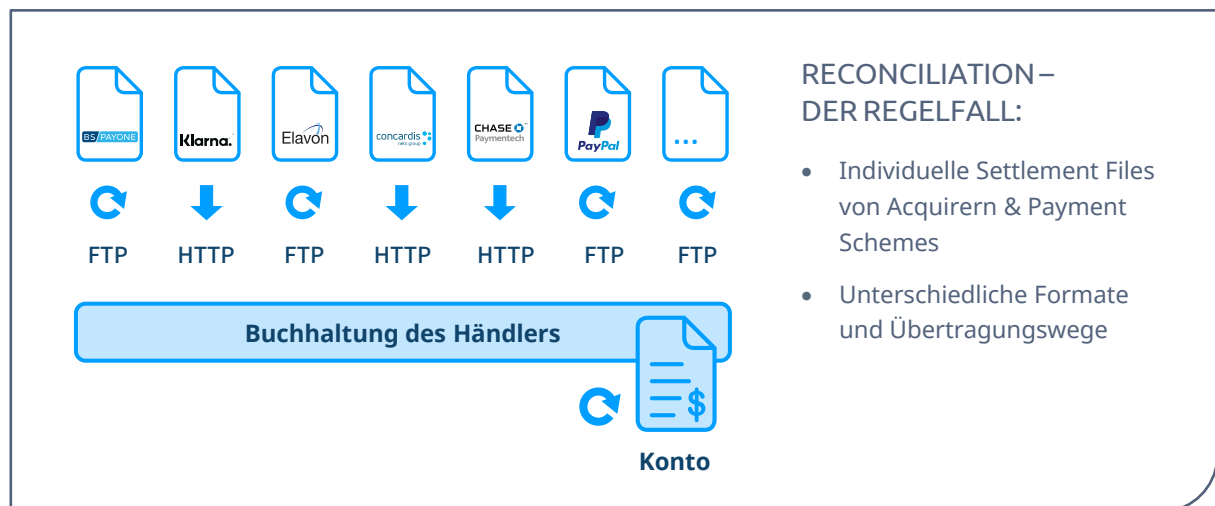 BS PAYONE
Klarna.
Elavon
concardis
nets group
CHASE
Paymentech
PayPal
...
FTP HTTP FTP HTTP HTTP FTP FTP
Buchhaltung des Händlers
$
Konto
RECONCILIATION –
DER REGELFALL:
• Individuelle Settlement Files
von Acquirern & Payment
Schemes
• Unterschiedliche Formate
und Übertragungswege